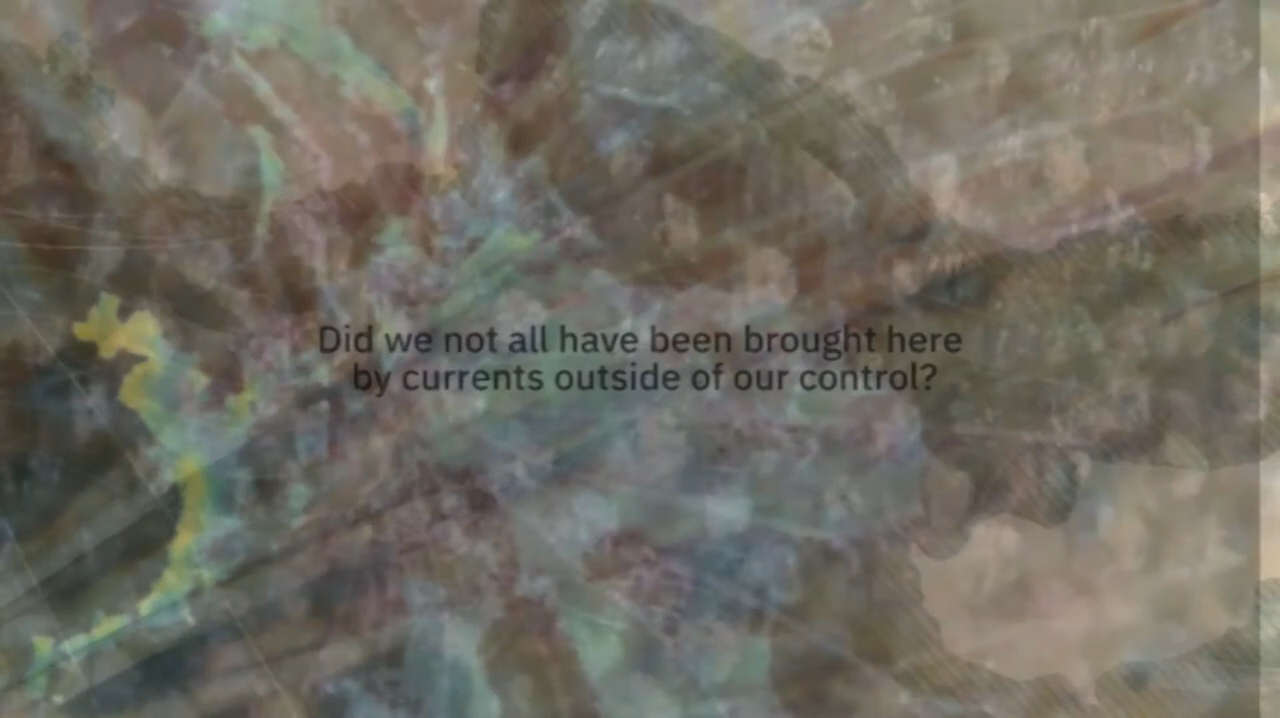 Did we not all have been brought here
by currents outside of our control?